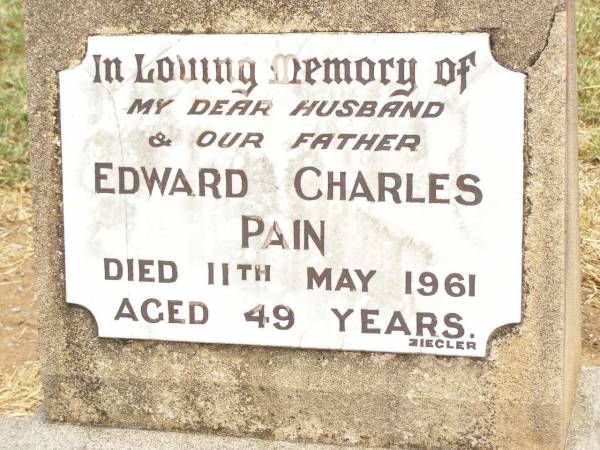 In Loving Memory of
MY DEAR HUSBAND
& OUR FATHER
EDWARD CHARLES
PAIN
DIED 11TH MAY 1961
AGED 49 YEARS.
ZIEGLER